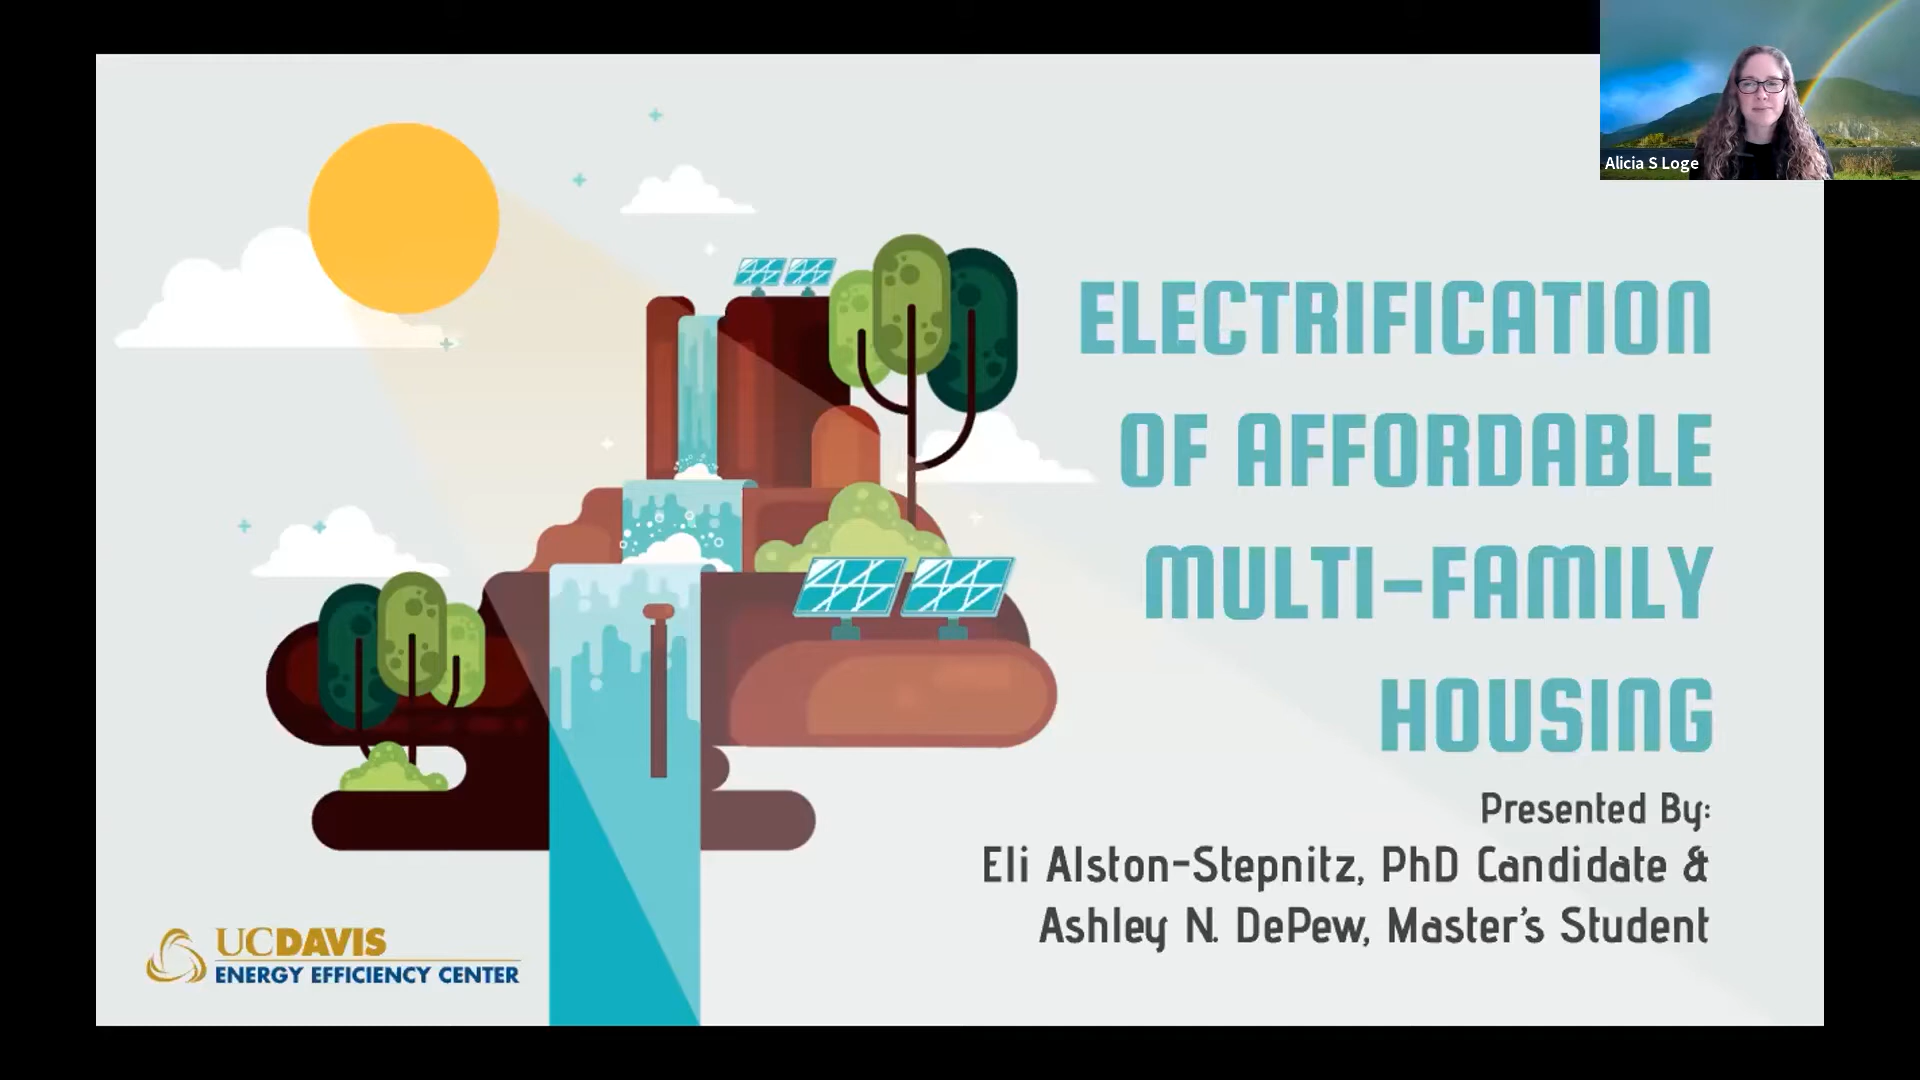 Alicia S Loge
ELECTRIFICATION
OF AFFORDABLE
MULTI-FAMILY
HOUSING
Presented By:
Eli Alston-Stepnitz, PhD Candidate &
Ashley N. DePew, Master's Student
UCDAVIS
ENERGY EFFICIENCY CENTER